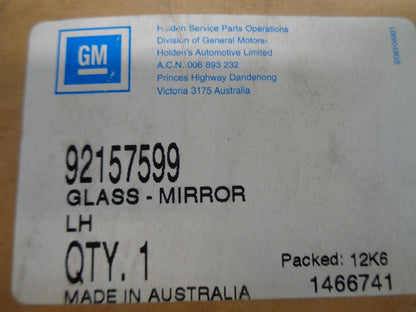 GM
Holden Service Parts Operations
Division of General Motors-
Holden's Automotive Limited
A.C.N. 006 893 232
Princes Highway Dandenong
Victoria 3175 Australia
92157599
GLASS - MIRROR
LH
QTY. 1
Packed: 12K6
1466741
MADE IN AUSTRALIA